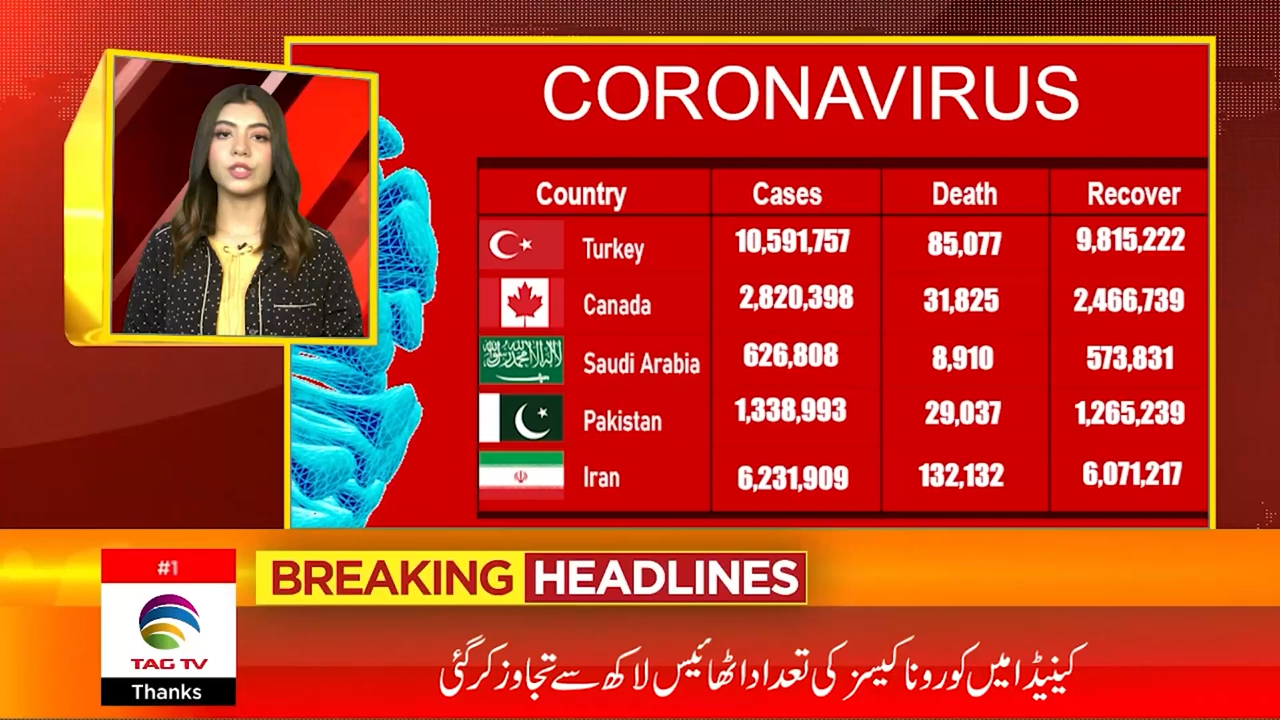 CORONAVIRUS
Country Cases Death Recover
Turkey 10,591,757 85,077 9,815,222
Canada 2,820,398 31,825 2,466,739
Saudi Arabia 626,808 8,910 573,831
Pakistan 1,338,993 29,037 1,265,239
Iran 6,231,909 132,132 6,071,217
#1
TAG TV
Thanks
BREAKING HEADLINES
کینیڈا میں کورونا کیسز کی تعداد اٹھائیس لاکھ سے تجاوز کر گئی